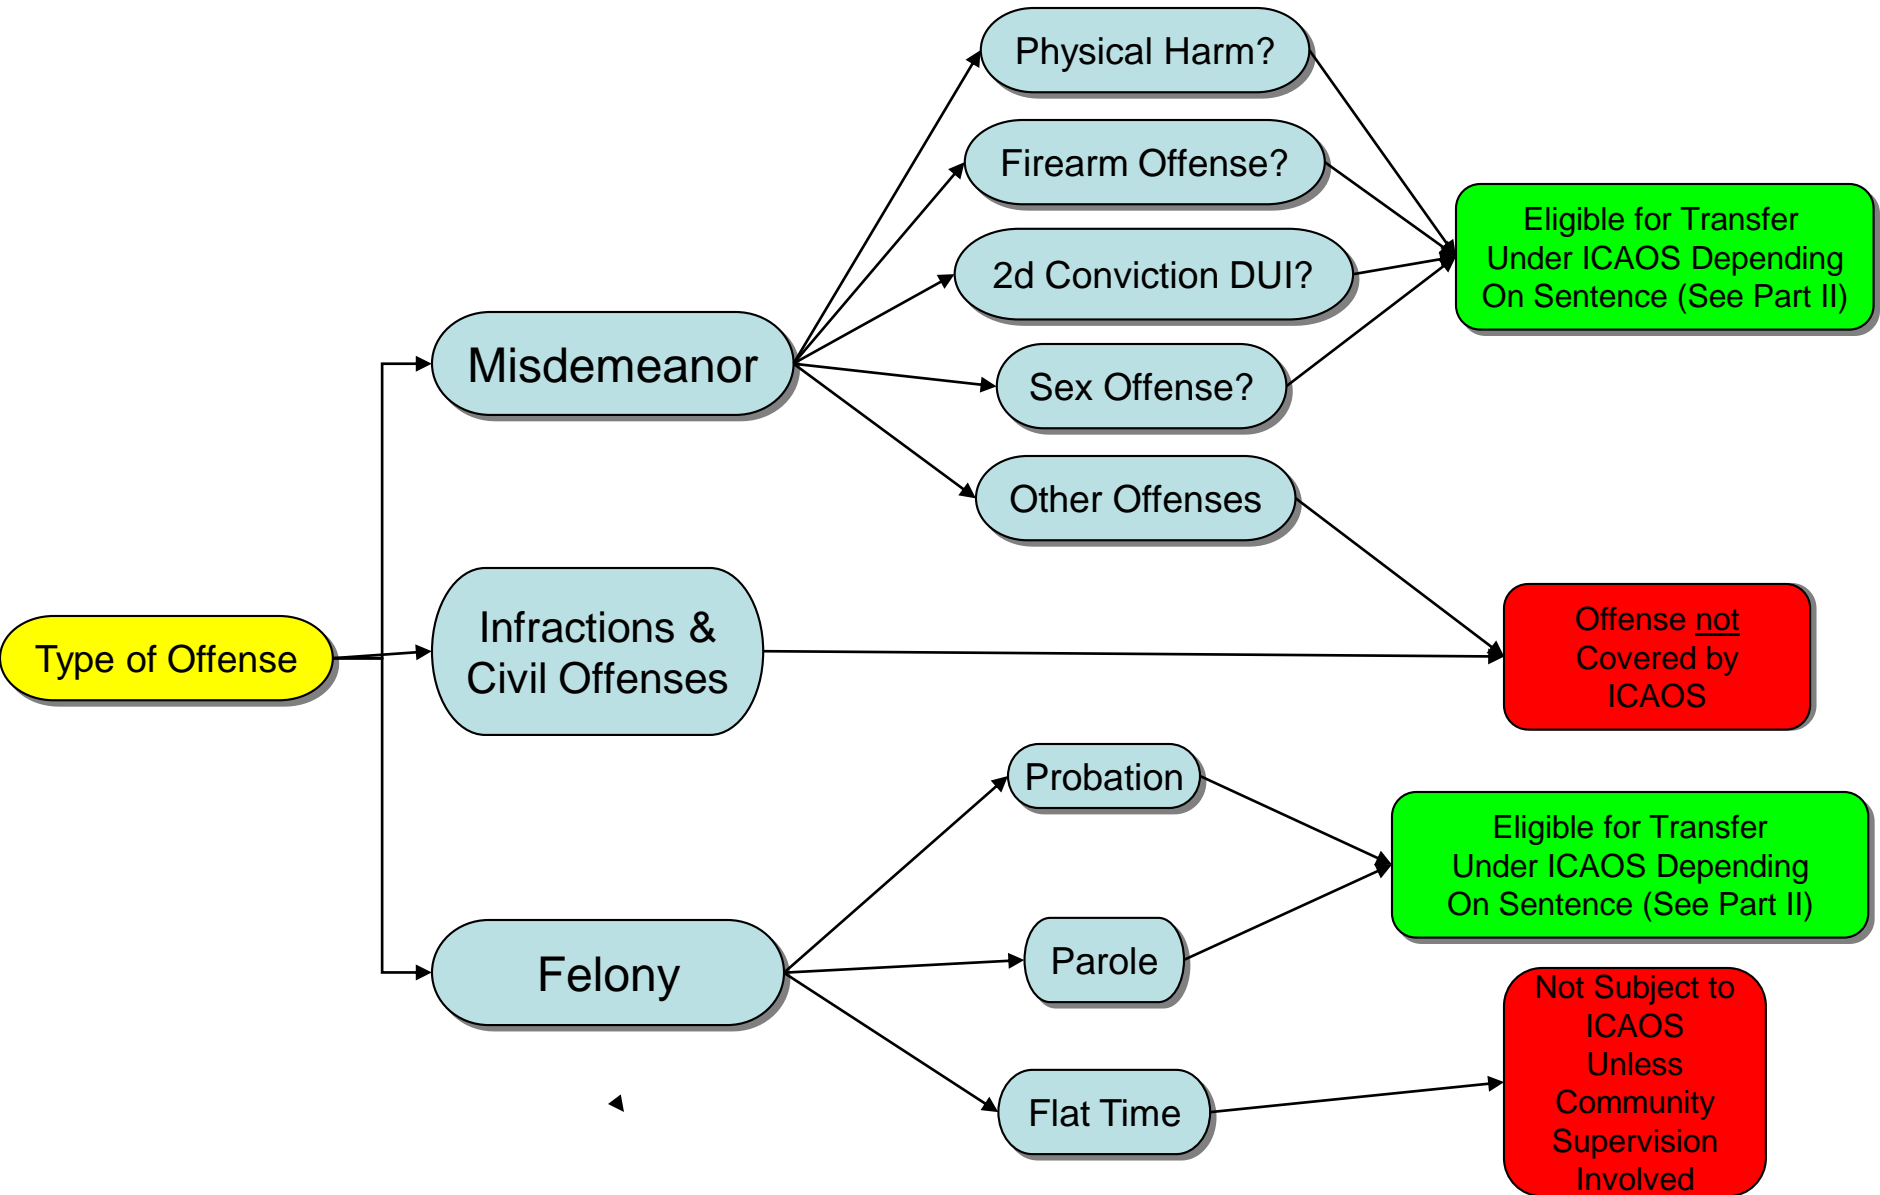 Physical Harm?
Firearm Offense?
2d Conviction DUI?
Sex Offense?
Other Offenses
Eligible for Transfer
Under ICAOS Depending
On Sentence (See Part II)
Misdemeanor
Type of Offense
Infractions &
Civil Offenses
Offense not
Covered by
ICAOS
Felony
Probation
Parole
Flat Time
Eligible for Transfer
Under ICAOS Depending
On Sentence (See Part II)
Not Subject to
ICAOS
Unless
Community
Supervision
Involved